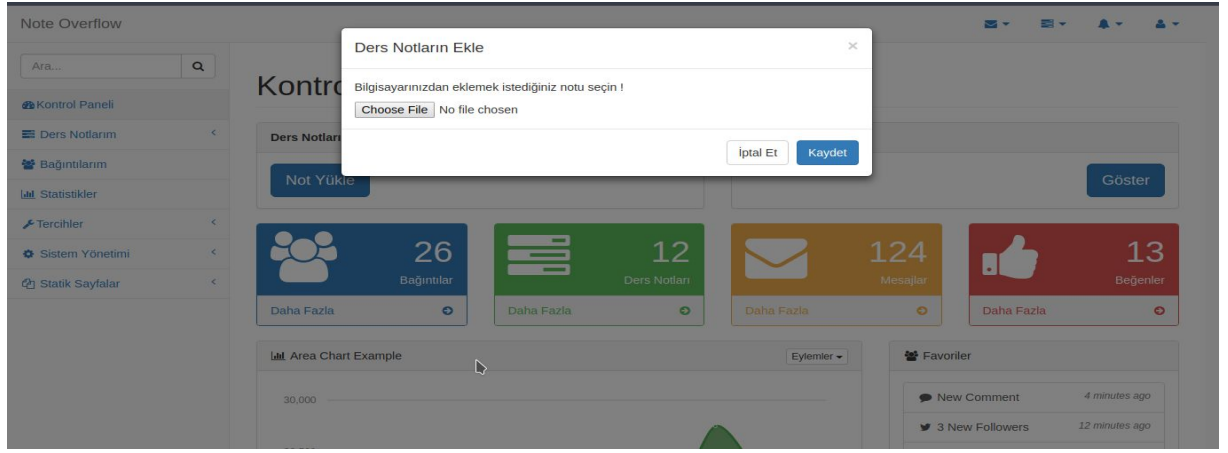 Note Overflow
Ders Notların Ekle
×
Bilgisayarınızdan eklemek istediğiniz notu seçin !
Choose File No file chosen
İptal Et Kaydet
Ara...
Kontrol Paneli
Ders Notlarım
Bağıntılarım
Statistikler
Tercihler
Sistem Yönetimi
Statik Sayfalar
Kontro
Ders Notları
Not Yükle
Göster
26
Bağıntılar
Daha Fazla
12
Ders Notları
Daha Fazla
124
Mesajlar
Daha Fazla
13
Beğenler
Daha Fazla
Area Chart Example
Eylemler
30,000
Favoriler
New Comment 4 minutes ago
3 New Followers 12 minutes ago